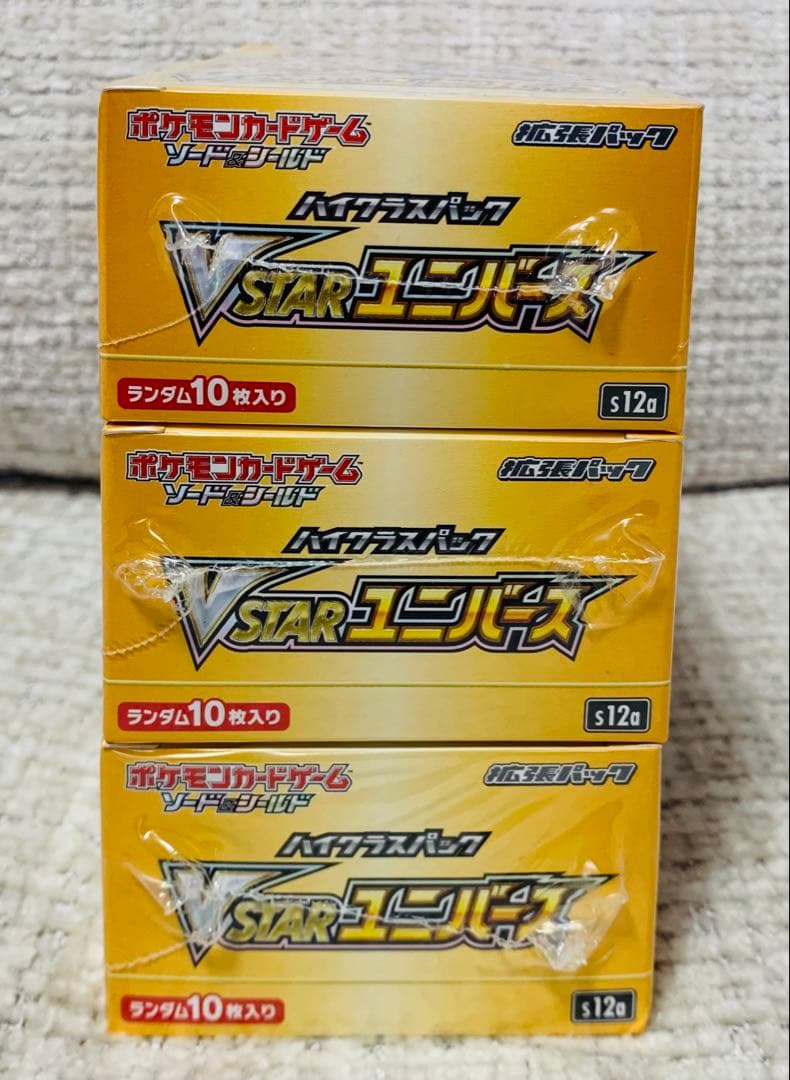 ポケモンカードゲーム 拡張パック
ソード&シールド
ハイクラスパック
VSTARユニバース
ランダム10枚入り s12a
ポケモンカードゲーム 拡張パック
ソード&シールド
ハイクラスパック
VSTARユニバース
ランダム10枚入り s12a
ポケモンカードゲーム 拡張パック
ソード&シールド
ハイクラスパック
VSTARユニバース
ランダム10枚入り s12a